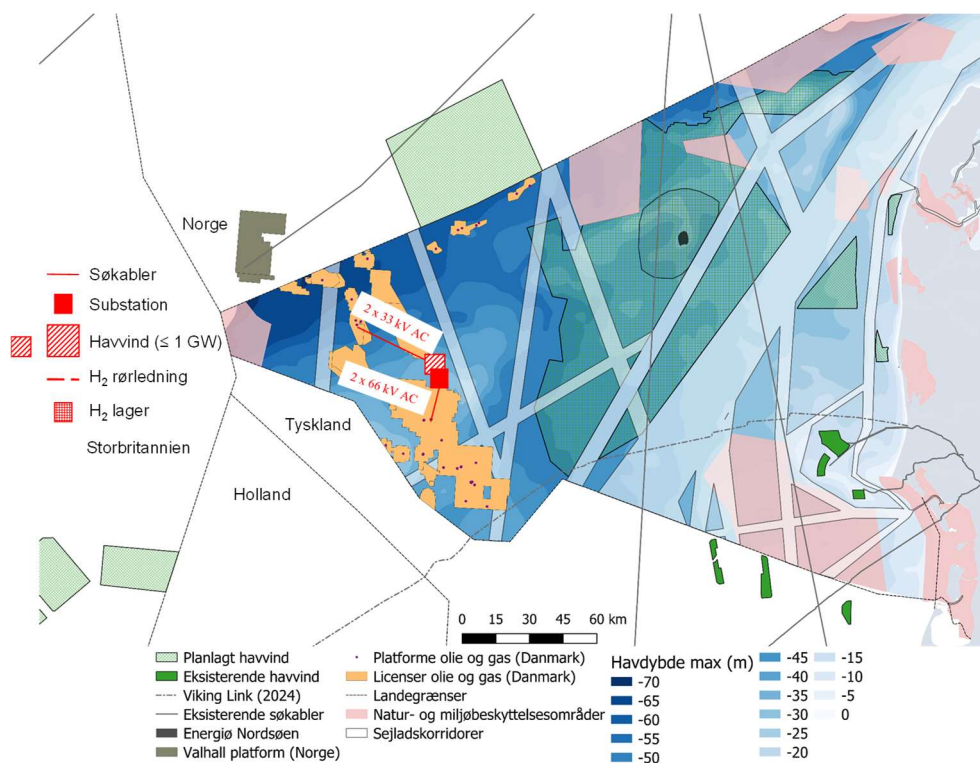 Norge
Søkabler
Substation
Havvind (≤ 1 GW)
H₂ rørledning
H₂ lager
Storbritannien
2 x 33 kV AC
2 x 66 kV AC
Tyskland
Holland
0 15 30 45 60 km
Planlagt havvind
Eksisterende havvind
Viking Link (2024)
Eksisterende søkabler
Energiø Nordsøen
Valhall platform (Norge)
Platforme olie og gas (Danmark)
Licenser olie og gas (Danmark)
Landegrænser
Natur- og miljøbeskyttelsesområder
Sejladskorridorer
Havdybde max (m)
-70
-65
-60
-55
-50
-45
-40
-35
-30
-25
-20
-15
-10
-5
0